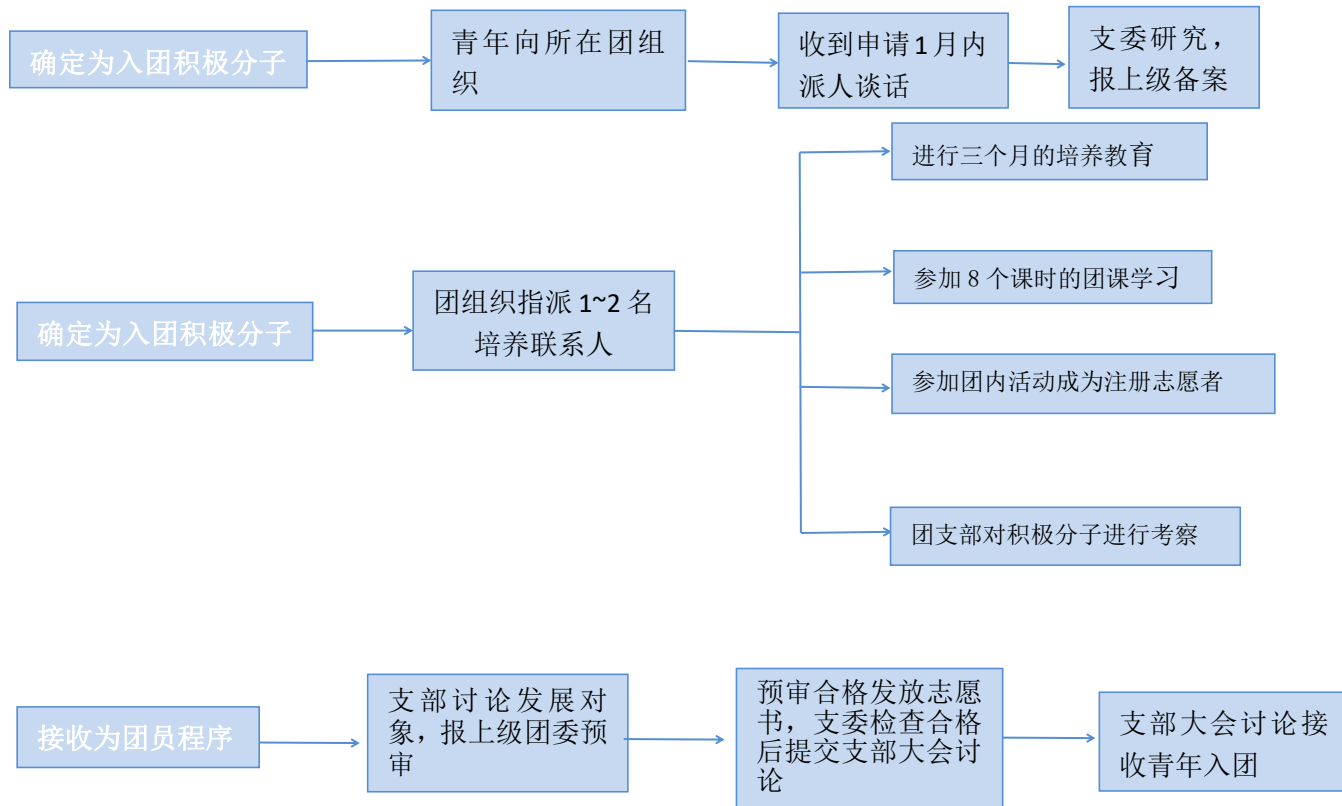 确定为入团积极分子
青年向所在团组
织
收到申请1月内
派人谈话
支委研究，
报上级备案
进行三个月的培养教育
参加 8 个课时的团课学习
确定为入团积极分子
团组织指派 1~2 名
培养联系人
参加团内活动成为注册志愿者
团支部对积极分子进行考察
接收为团员程序
支部讨论发展对
象，报上级团委预
审
预审合格发放志愿
书，支委检查合格
后提交支部大会讨
论
支部大会讨论接
收青年入团